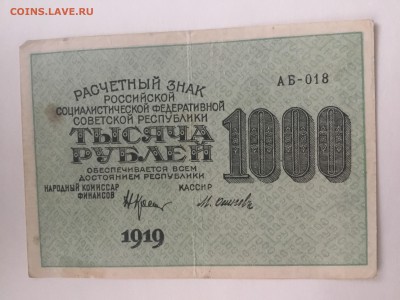 COINS.LAVE.RU
РАСЧЕТНЫЙ ЗНАК
РОССИЙСКОЙ
СОЦИАЛИСТИЧЕСКОЙ ФЕДЕРАТИВНОЙ
СОВЕТСКОЙ РЕСПУБЛИКИ
АБ-018
ТЫСЯЧА
РУБЛЕЙ
1000
ОБЕСПЕЧИВАЕТСЯ ВСЕМ
ДОСТОЯНИЕМ РЕСПУБЛИКИ
НАРОДНЫЙ КОМИССАР
ФИНАНСОВ
КАССИР
1919